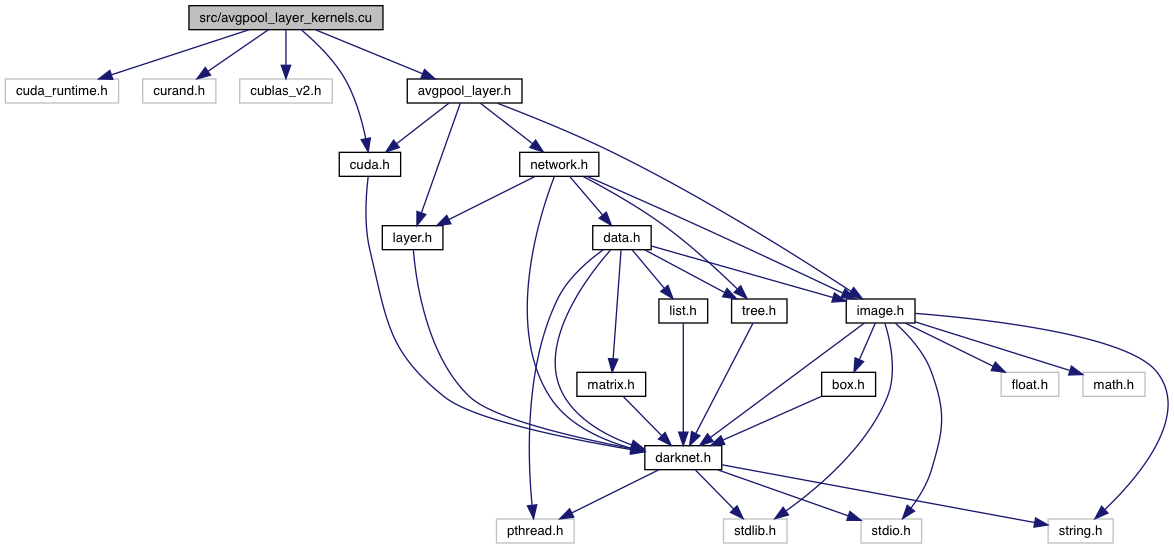 src/avgpool_layer_kernels.cu
cuda_runtime.h
curand.h
cublas_v2.h
avgpool_layer.h
cuda.h
network.h
layer.h
data.h
list.h
tree.h
image.h
matrix.h
box.h
float.h
math.h
darknet.h
pthread.h
stdlib.h
stdio.h
string.h